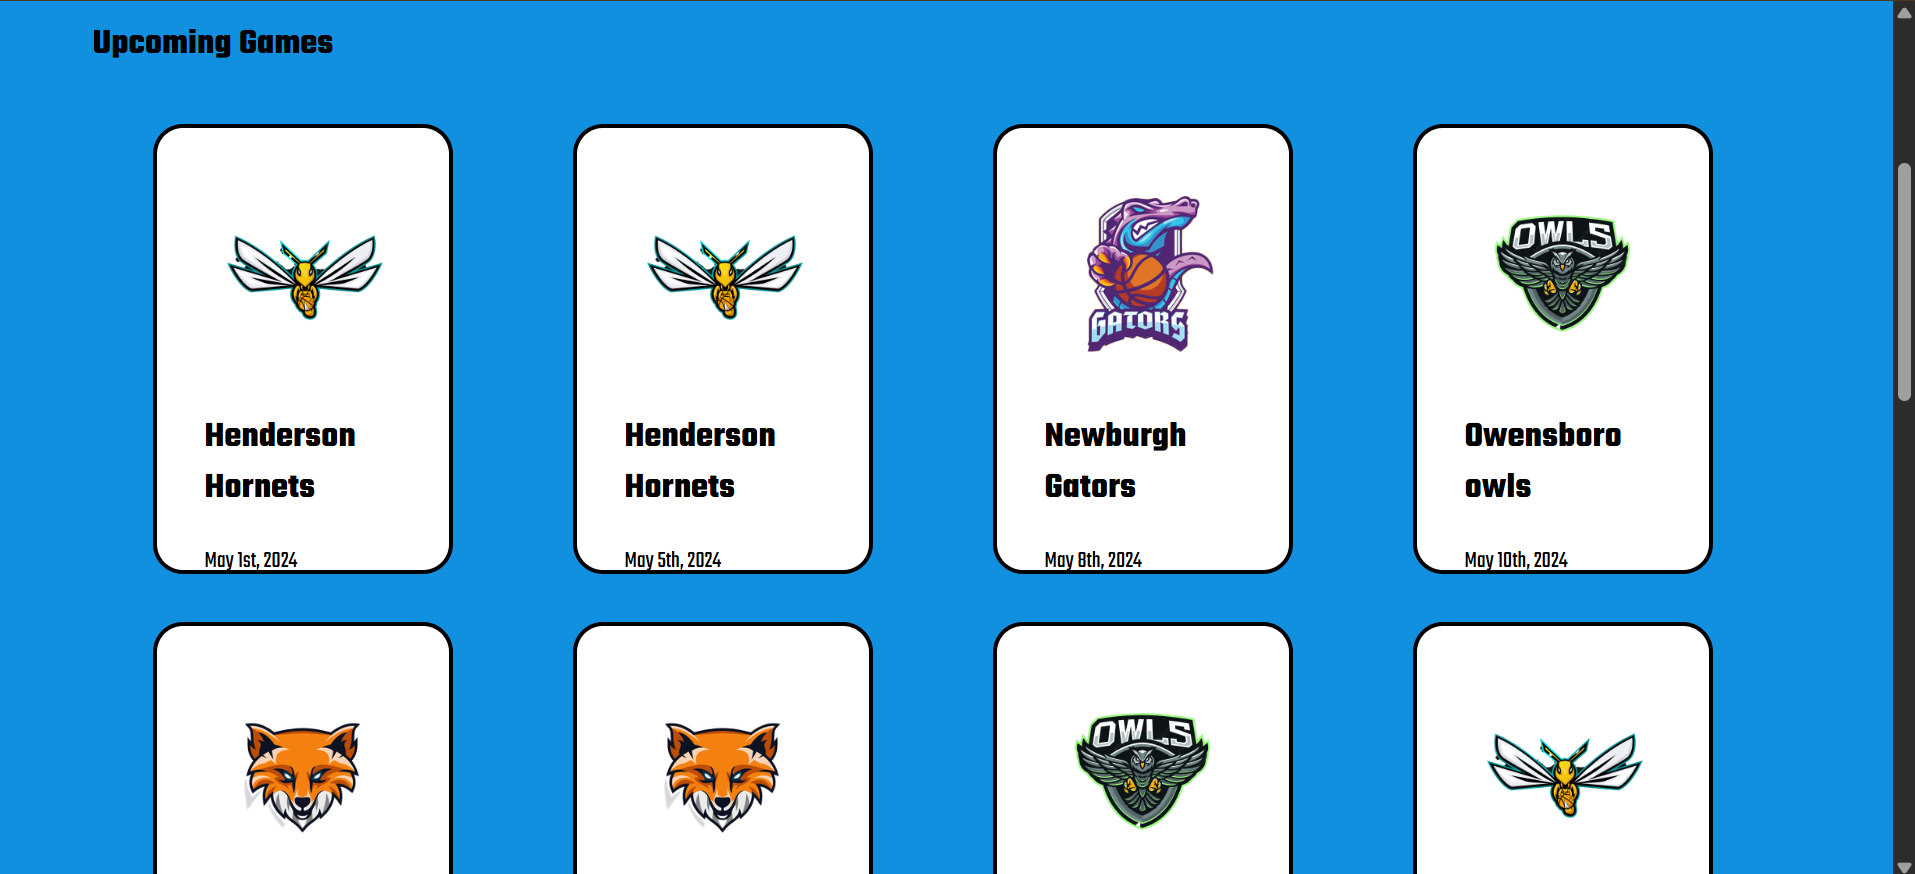 Upcoming Games
OWLS
GATORS
Henderson
Hornets
Henderson
Hornets
Newburgh
Gators
Owensboro
owls
May 1st, 2024
May 5th, 2024
May 8th, 2024
May 10th, 2024
OWLS